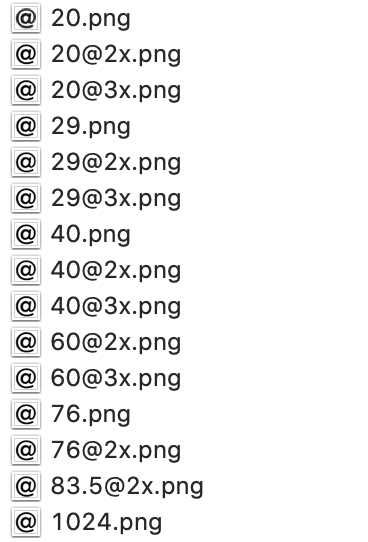 @ 20.png
@ 20@2x.png
@ 20@3x.png
@ 29.png
@ 29@2x.png
@ 29@3x.png
@ 40.png
@ 40@2x.png
@ 40@3x.png
@ 60@2x.png
@ 60@3x.png
@ 76.png
@ 76@2x.png
@ 83.5@2x.png
@ 1024.png